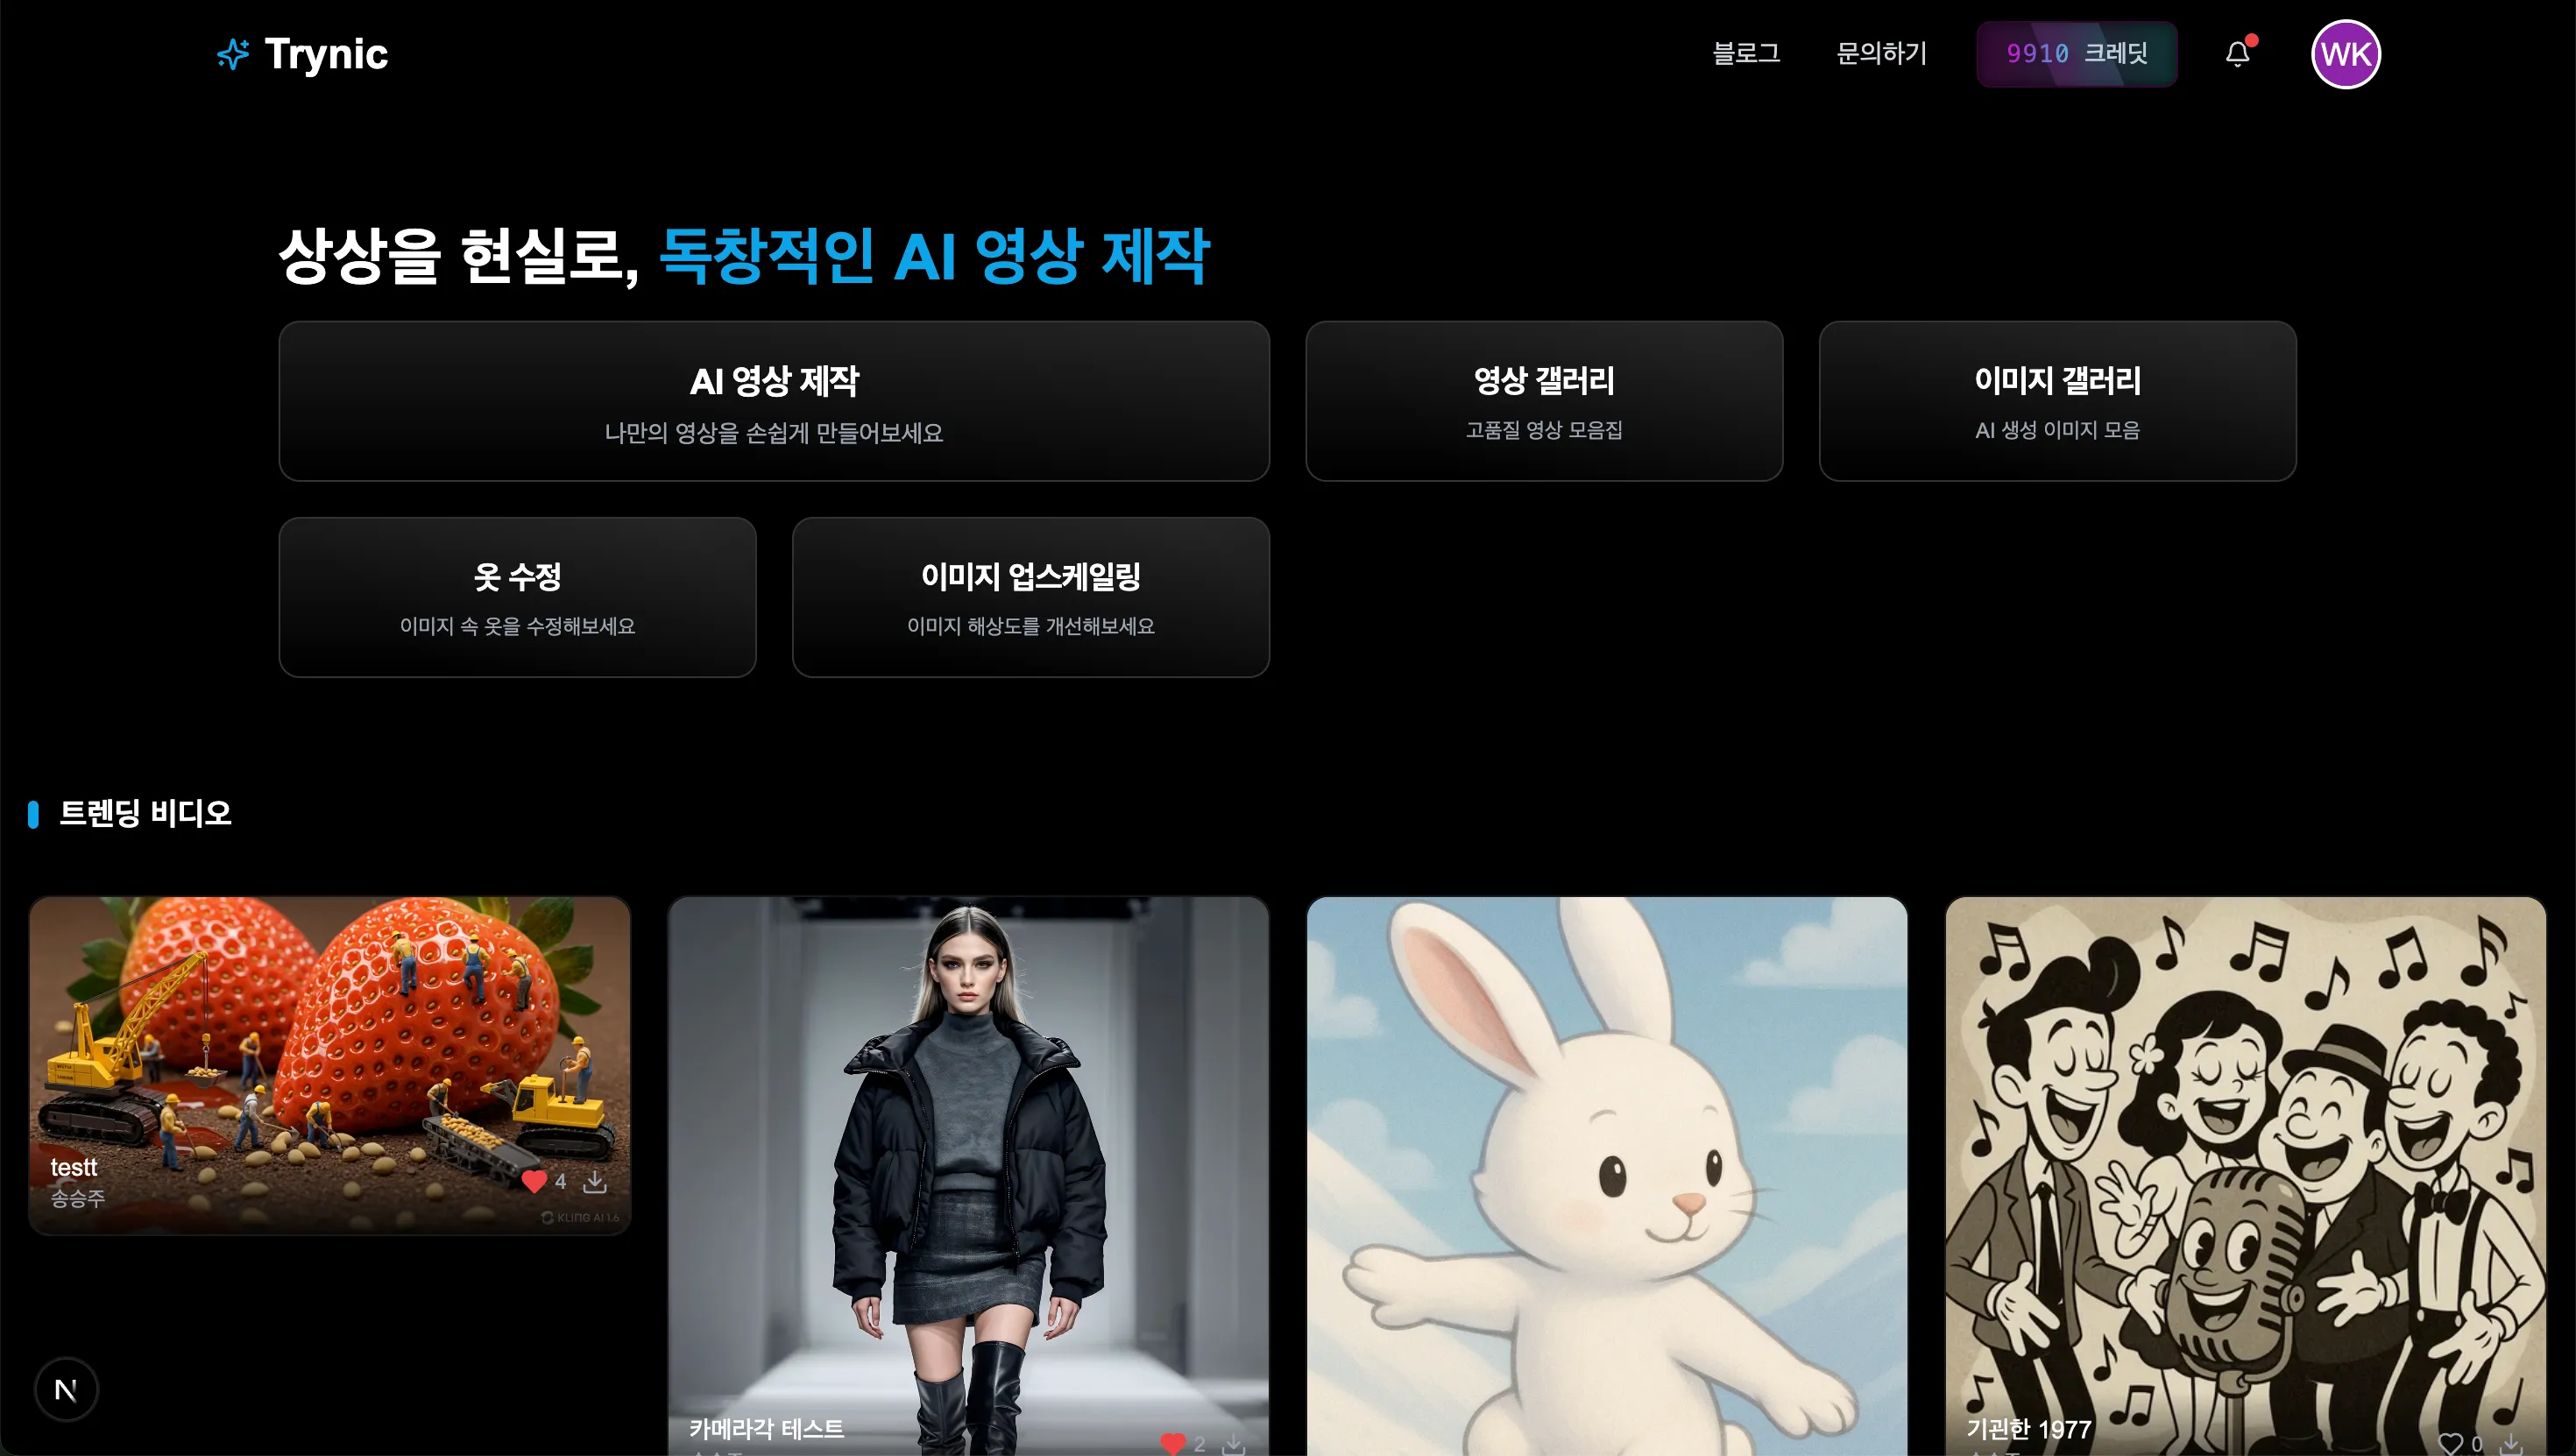 Trynic
블로그
문의하기
9910 크레딧
WK
상상을 현실로, 독창적인 AI 영상 제작
AI 영상 제작
나만의 영상을 손쉽게 만들어보세요
영상 갤러리
고품질 영상 모음집
이미지 갤러리
AI 생성 이미지 모음
옷 수정
이미지 속 옷을 수정해보세요
이미지 업스케일링
이미지 해상도를 개선해보세요
트렌딩 비디오
testt
송승주
4
KLING AI 1.6
카메라각 테스트
2
기괸한 1977
0
N